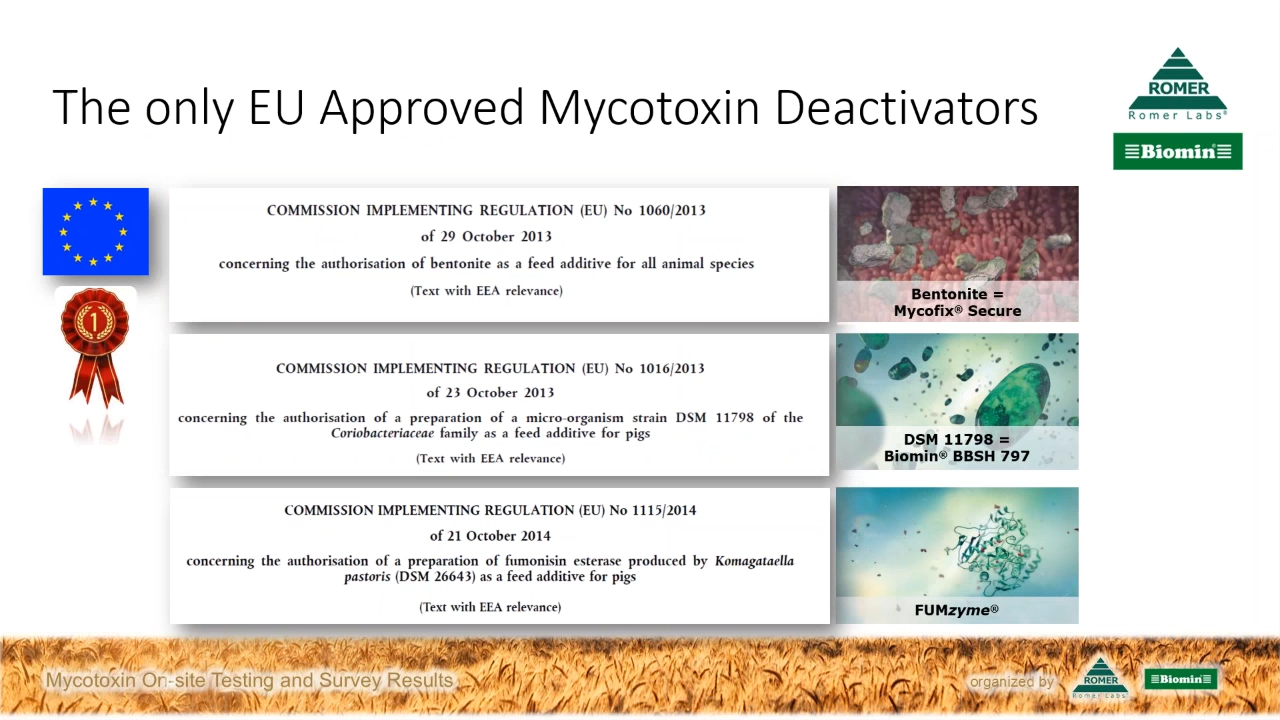 The only EU Approved Mycotoxin Deactivators
ROMER
Romer Labs®
Biomin®
COMMISSION IMPLEMENTING REGULATION (EU) No 1060/2013
of 29 October 2013
concerning the authorisation of bentonite as a feed additive for all animal species
(Text with EEA relevance)
Bentonite =
Mycofix® Secure
1
COMMISSION IMPLEMENTING REGULATION (EU) No 1016/2013
of 23 October 2013
concerning the authorisation of a preparation of a micro-organism strain DSM 11798 of the
Coriobacteriaceae family as a feed additive for pigs
(Text with EEA relevance)
DSM 11798 =
Biomin® BBSH 797
COMMISSION IMPLEMENTING REGULATION (EU) No 1115/2014
of 21 October 2014
concerning the authorisation of a preparation of fumonisin esterase produced by Komagataella
pastoris (DSM 26643) as a feed additive for pigs
(Text with EEA relevance)
FUMzyme®
Mycotoxin On-site Testing and Survey Results
organized by
ROMER
Romer Labs®
Biomin®